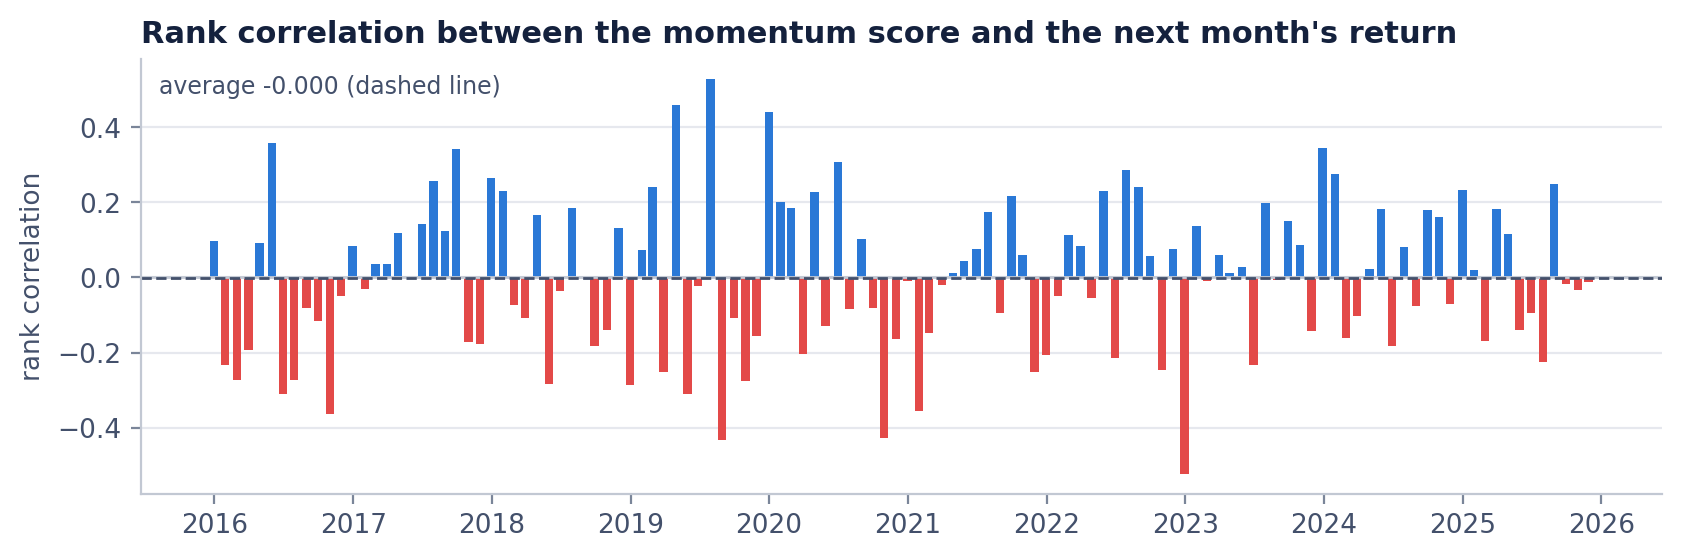 Rank correlation between the momentum score and the next month's return
average -0.000 (dashed line)
rank correlation
0.4
0.2
0.0
−0.2
−0.4
2016 2017 2018 2019 2020 2021 2022 2023 2024 2025 2026